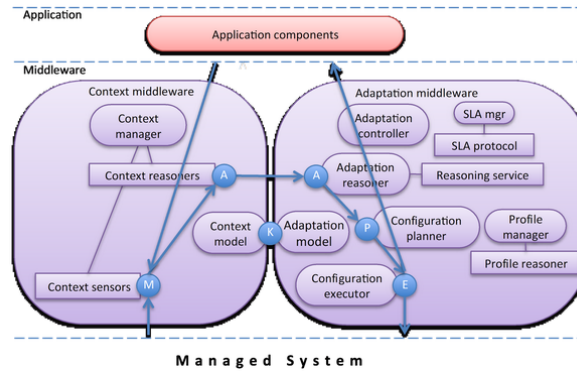 Application
Application components
Middleware
Context middleware
Adaptation middleware
Context
manager
Adaptation
controller
SLA mgr
SLA protocol
Context reasoners
A
A
Adaptation
reasoner
Reasoning service
Context
model
K
Adaptation
model
P
Configuration
planner
Profile
manager
Profile reasoner
Context sensors
M
Configuration
executor
E
Managed System